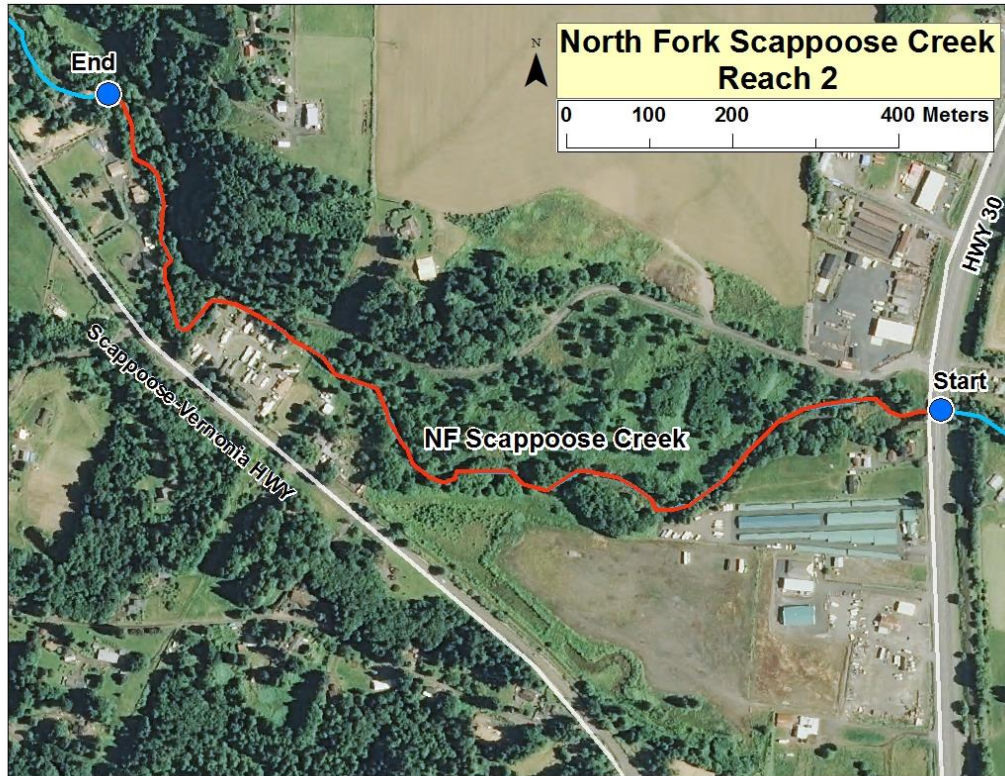 North Fork Scappoose Creek
Reach 2
0 100 200 400 Meters
N
End
HWY 30
Start
Scappoose-Vernonia HWY
NF Scappoose Creek